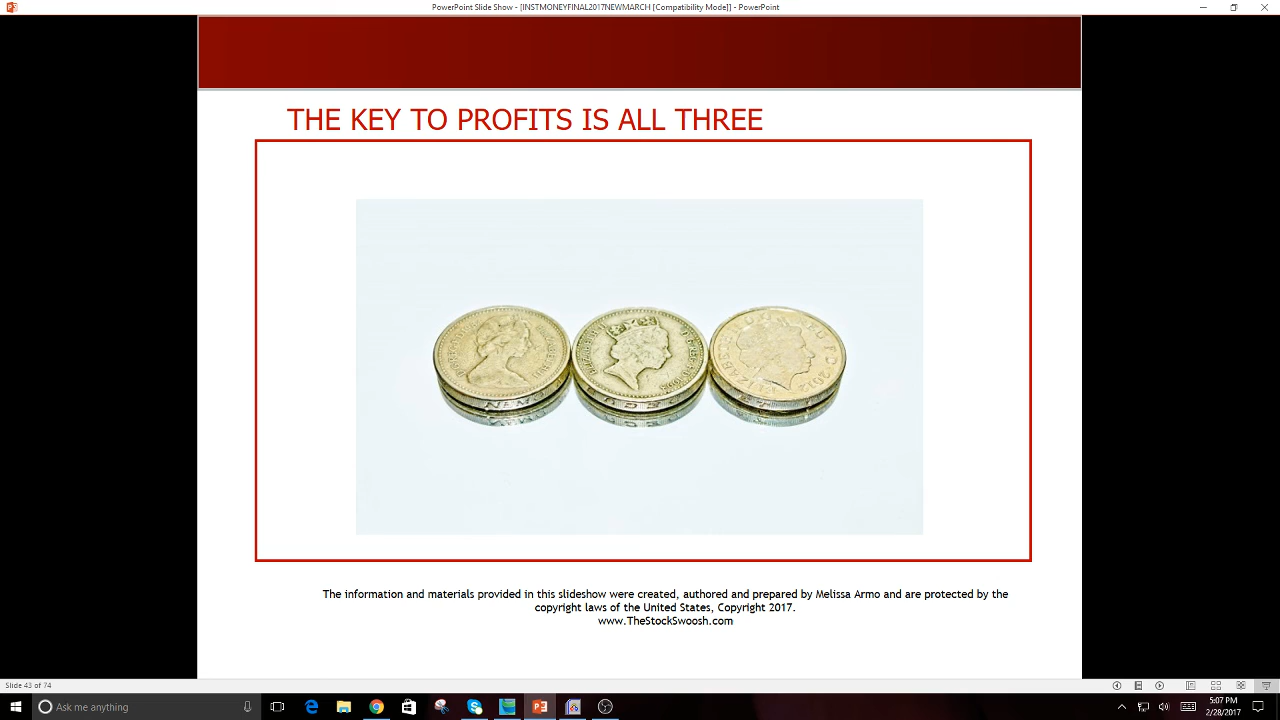 PowerPoint Slide Show - [INSTMONEYFINAL2017NEWMARCH [Compatibility Mode]] - PowerPoint
THE KEY TO PROFITS IS ALL THREE
The information and materials provided in this slideshow were created, authored and prepared by Melissa Armo and are protected by the
copyright laws of the United States, Copyright 2017.
www.TheStockSwoosh.com
Slide 43 of 74
Ask me anything
5:07 PM
2/28/2017